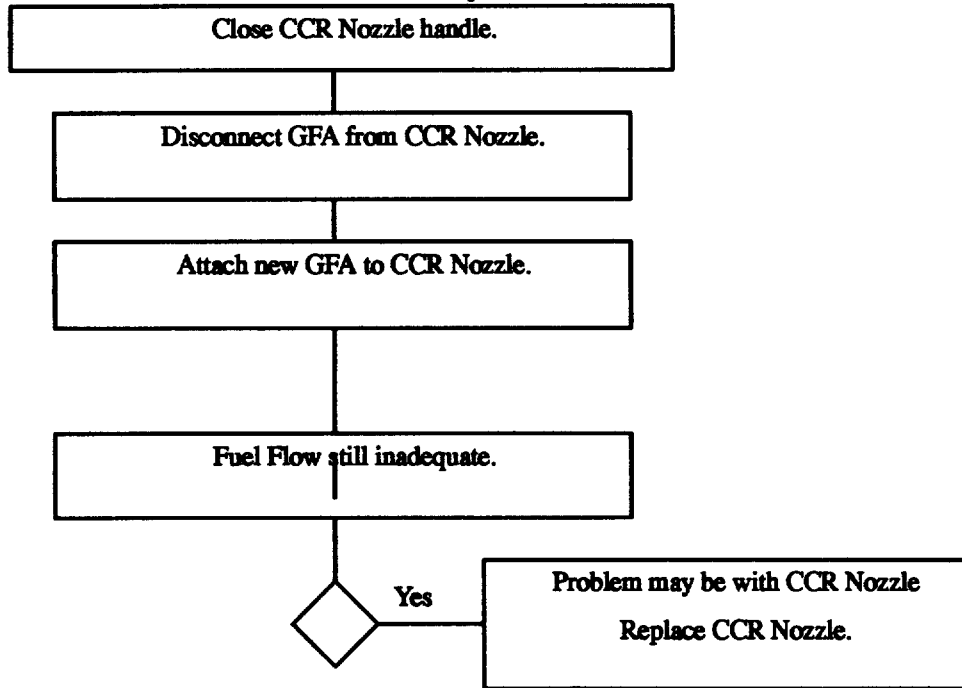 Close CCR Nozzle handle.
Disconnect GFA from CCR Nozzle.
Attach new GFA to CCR Nozzle.
Fuel Flow still inadequate.
Yes
Problem may be with CCR Nozzle
Replace CCR Nozzle.